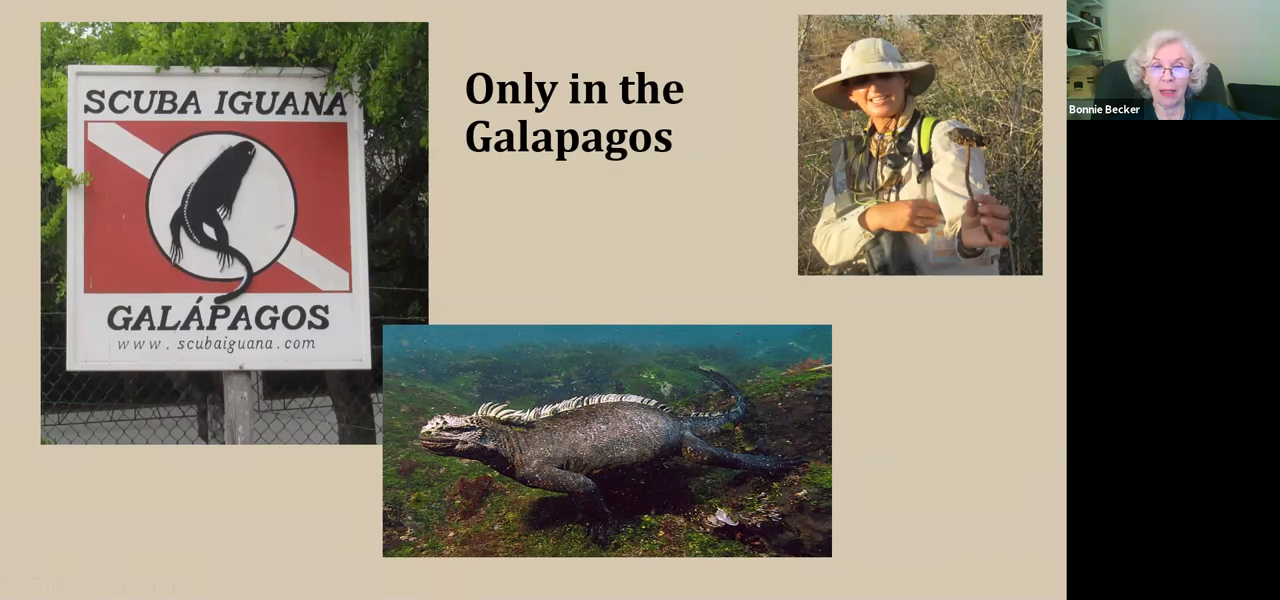 SCUBA IGUANA
GALÁPAGOS
www.scubaiguana.com
Only in the
Galapagos
Bonnie Becker